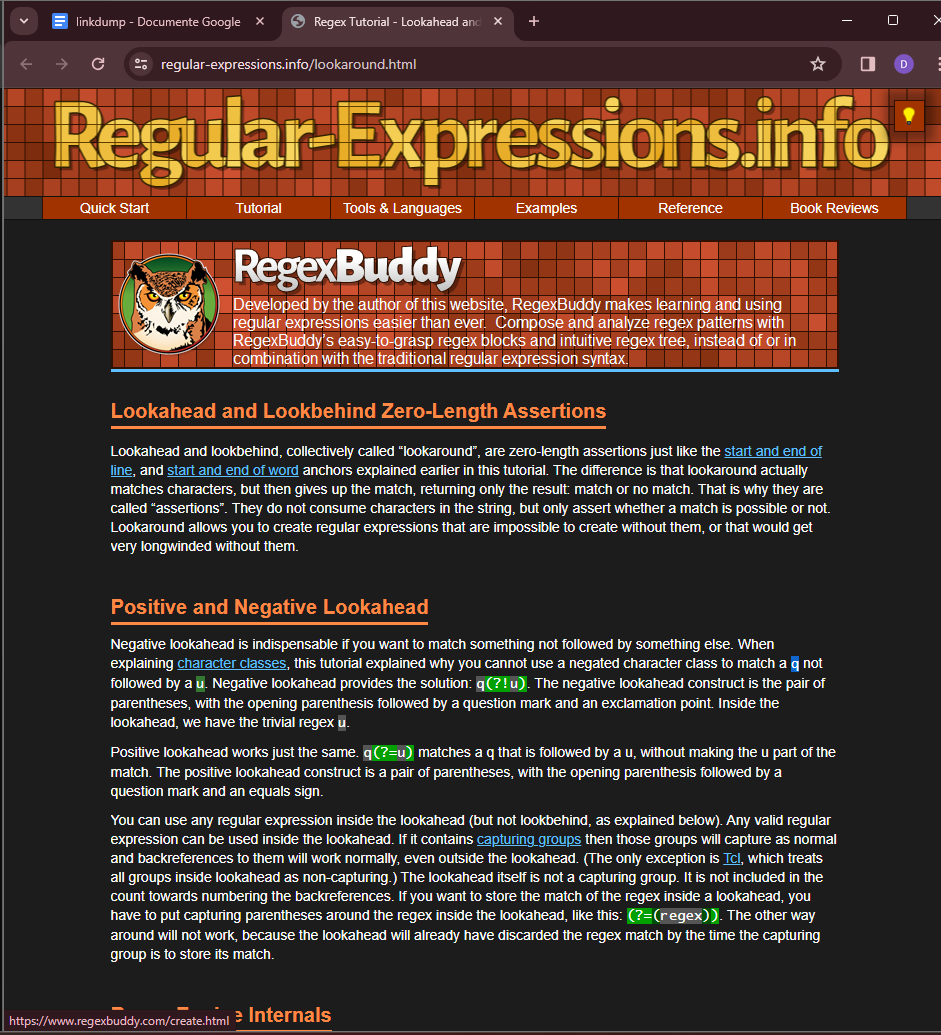 linkdump - Documente Google
Regex Tutorial - Lookahead and
regular-expressions.info/lookaround.html
D
Regular-Expressions.info
Quick Start
Tutorial
Tools & Languages
Examples
Reference
Book Reviews
RegexBuddy
Developed by the author of this website, RegexBuddy makes learning and using
regular expressions easier than ever.  Compose and analyze regex patterns with
RegexBuddy's easy-to-grasp regex blocks and intuitive regex tree, instead of or in
combination with the traditional regular expression syntax.
Lookahead and Lookbehind Zero-Length Assertions
Lookahead and lookbehind, collectively called “lookaround”, are zero-length assertions just like the start and end of
line, and start and end of word anchors explained earlier in this tutorial. The difference is that lookaround actually
matches characters, but then gives up the match, returning only the result: match or no match. That is why they are
called “assertions”. They do not consume characters in the string, but only assert whether a match is possible or not.
Lookaround allows you to create regular expressions that are impossible to create without them, or that would get
very longwinded without them.
Positive and Negative Lookahead
Negative lookahead is indispensable if you want to match something not followed by something else. When
explaining character classes, this tutorial explained why you cannot use a negated character class to match a q not
followed by a u. Negative lookahead provides the solution: q(?!u). The negative lookahead construct is the pair of
parentheses, with the opening parenthesis followed by a question mark and an exclamation point. Inside the
lookahead, we have the trivial regex u.
Positive lookahead works just the same. q(?=u) matches a q that is followed by a u, without making the u part of the
match. The positive lookahead construct is a pair of parentheses, with the opening parenthesis followed by a
question mark and an equals sign.
You can use any regular expression inside the lookahead (but not lookbehind, as explained below). Any valid regular
expression can be used inside the lookahead. If it contains capturing groups then those groups will capture as normal
and backreferences to them will work normally, even outside the lookahead. (The only exception is Tcl, which treats
all groups inside lookahead as non-capturing.) The lookahead itself is not a capturing group. It is not included in the
count towards numbering the backreferences. If you want to store the match of the regex inside a lookahead, you
have to put capturing parentheses around the regex inside the lookahead, like this: (?=(regex)). The other way
around will not work, because the lookahead will already have discarded the regex match by the time the capturing
group is to store its match.
Internals
https://www.regexbuddy.com/create.html